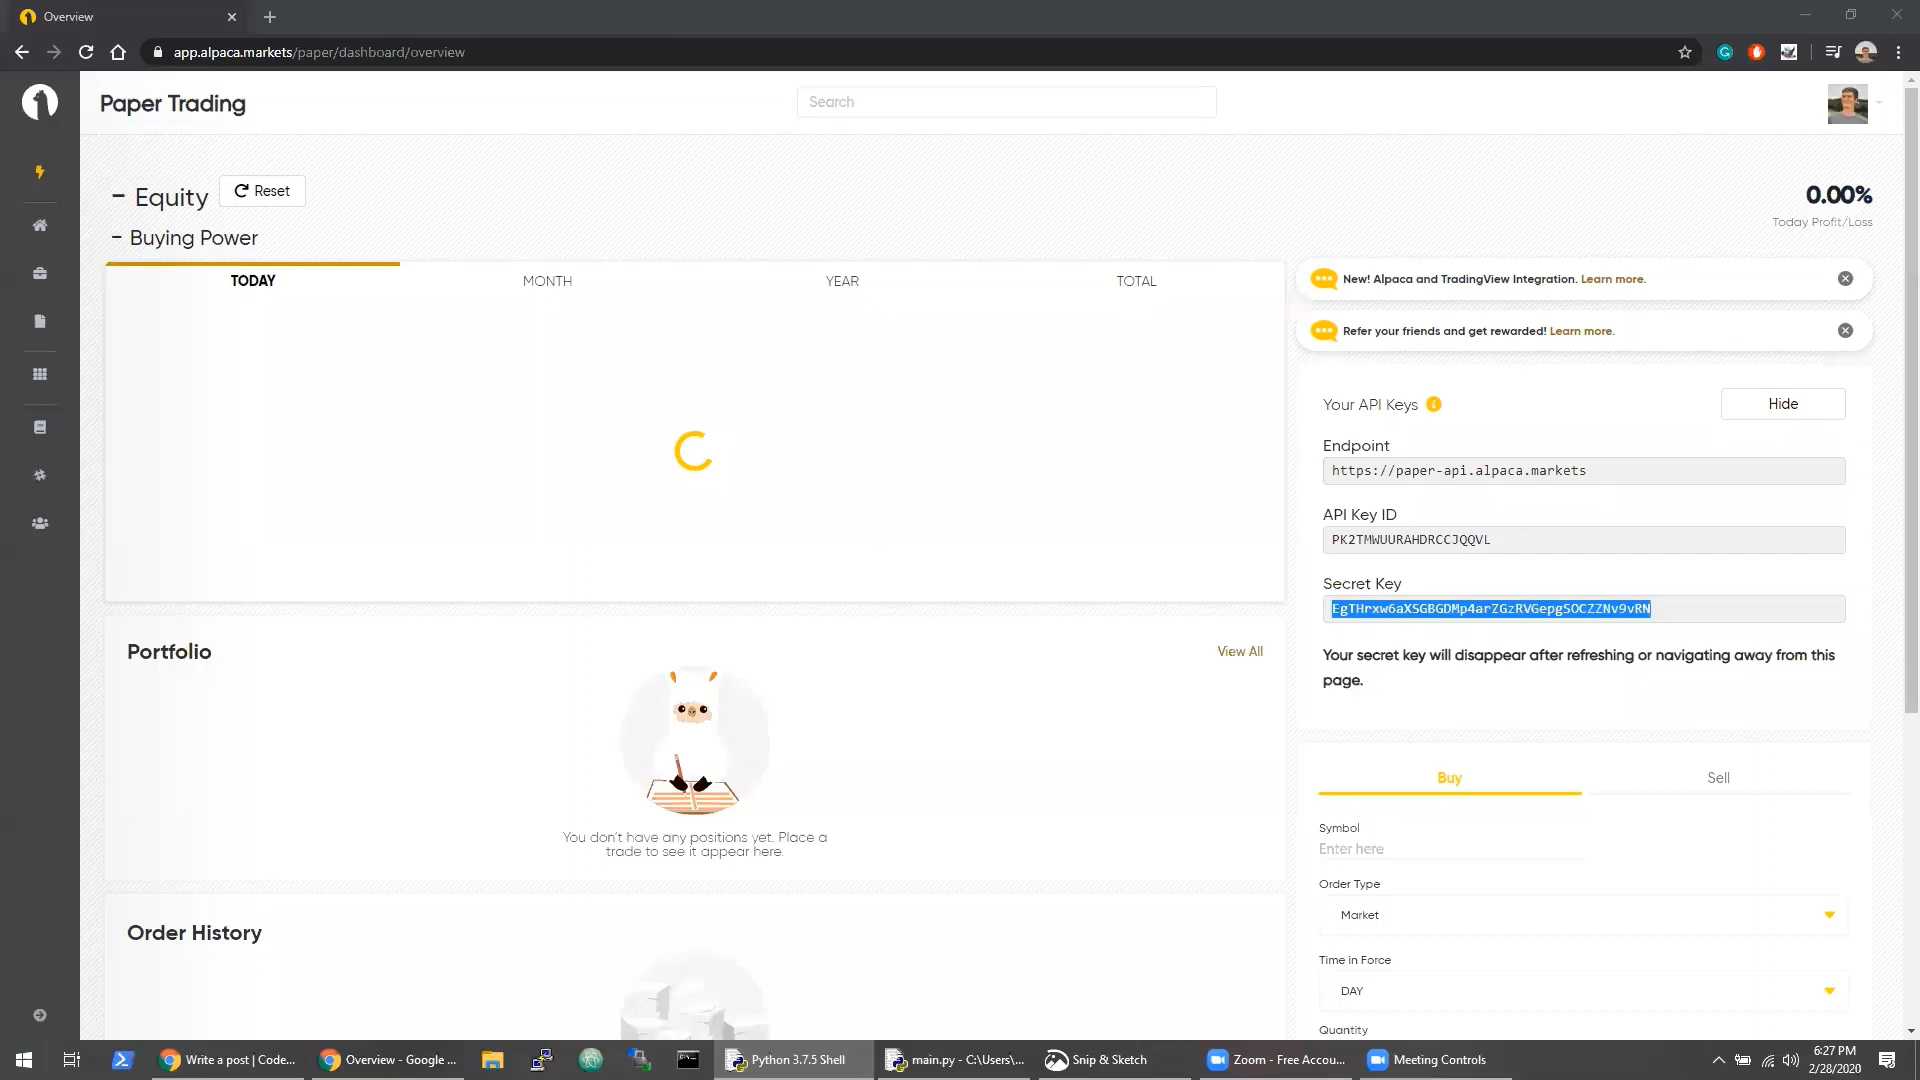 Overview
app.alpaca.markets/paper/dashboard/overview
Paper Trading
Search
- Equity
Reset
0.00%
Today Profit/Loss
- Buying Power
TODAY
MONTH
YEAR
TOTAL
New! Alpaca and TradingView Integration. Learn more.
Refer your friends and get rewarded! Learn more.
Your API Keys
Hide
Endpoint
https://paper-api.alpaca.markets
API Key ID
PK2TMWUURAHDRCCJQQVL
Secret Key
EgTHrxw6aXSGBGDMp4arZGzRVGepgSOCZZNv9vRN
Your secret key will disappear after refreshing or navigating away from this
page.
Portfolio
View All
You don't have any positions yet. Place a
trade to see it appear here.
Buy
Sell
Symbol
Enter here
Order Type
Market
Time in Force
DAY
Quantity
Order History
Write a post | Code...
Overview - Google ...
Python 3.7.5 Shell
main.py - C:\Users\...
Snip & Sketch
Zoom - Free Accou...
Meeting Controls
6:27 PM
2/28/2020